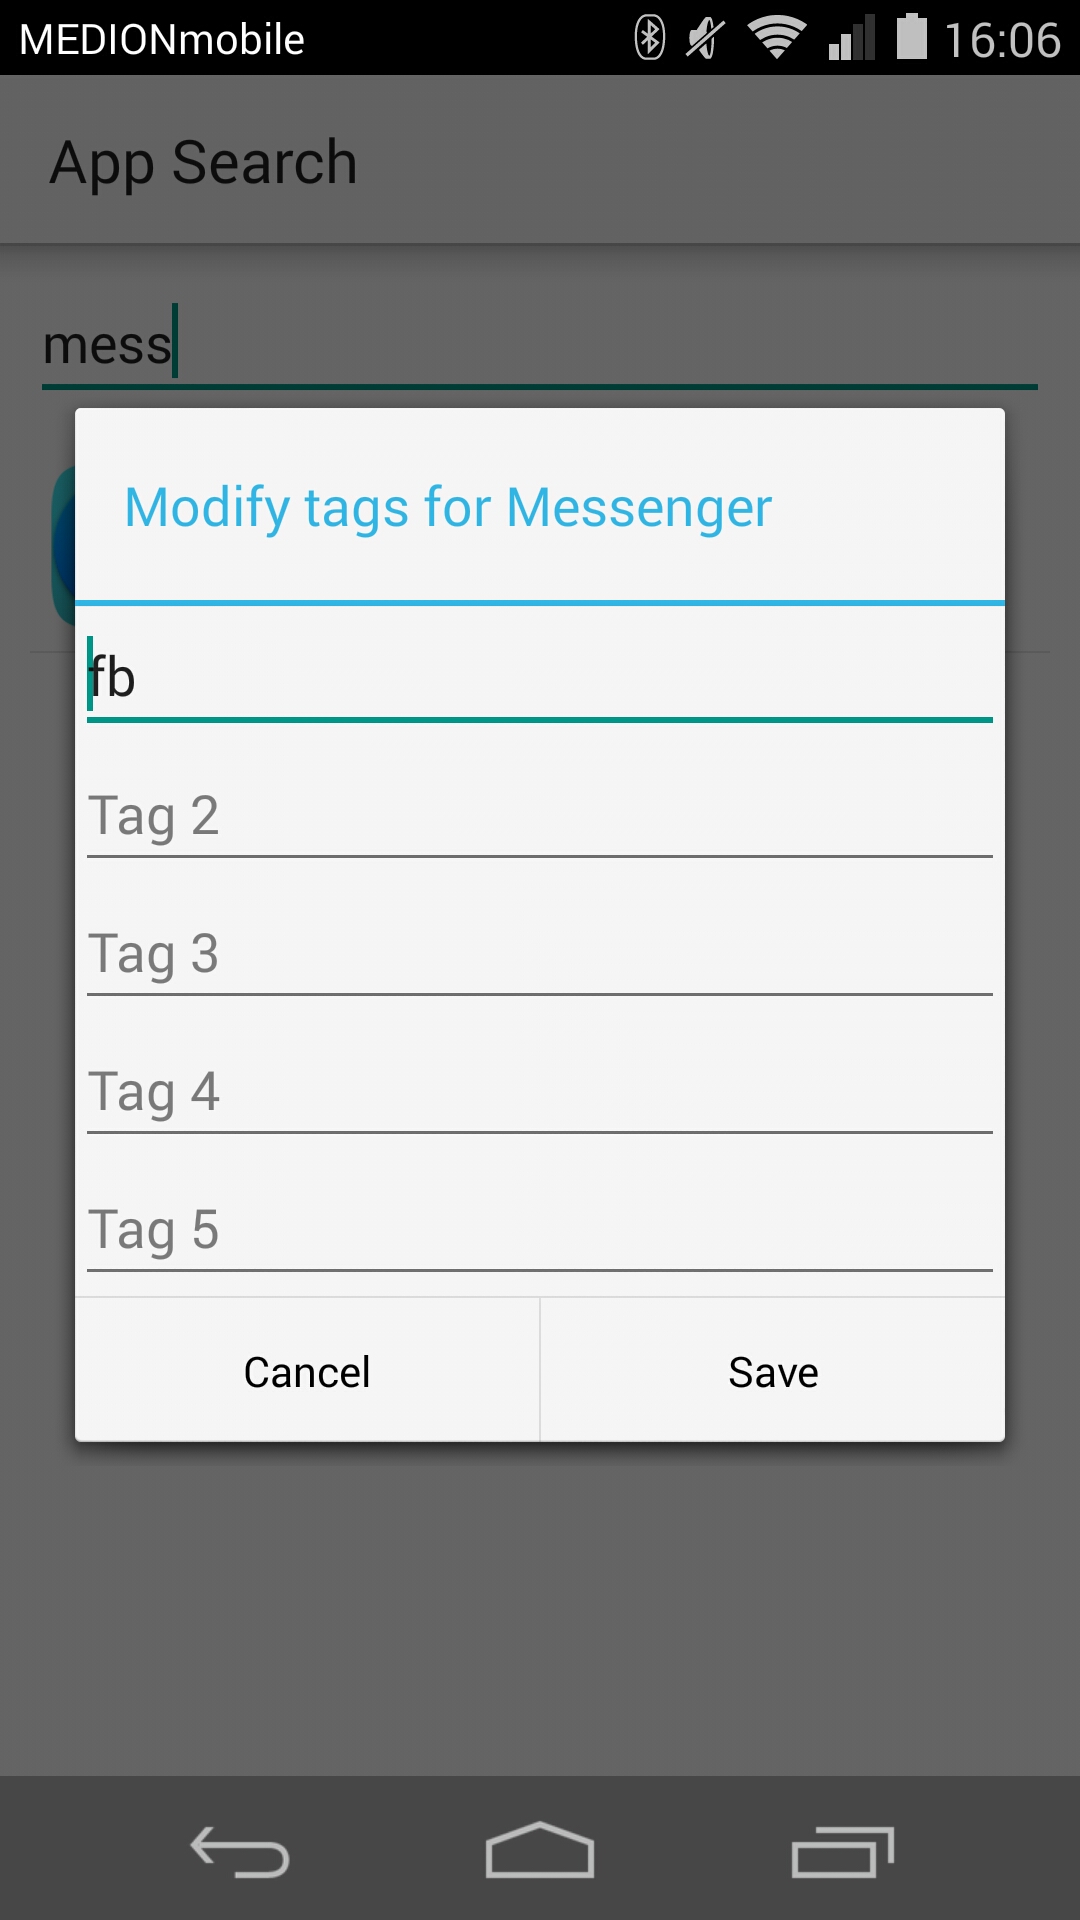 MEDIONmobile 16:06
App Search
mess
Modify tags for Messenger
fb
Tag 2
Tag 3
Tag 4
Tag 5
Cancel Save